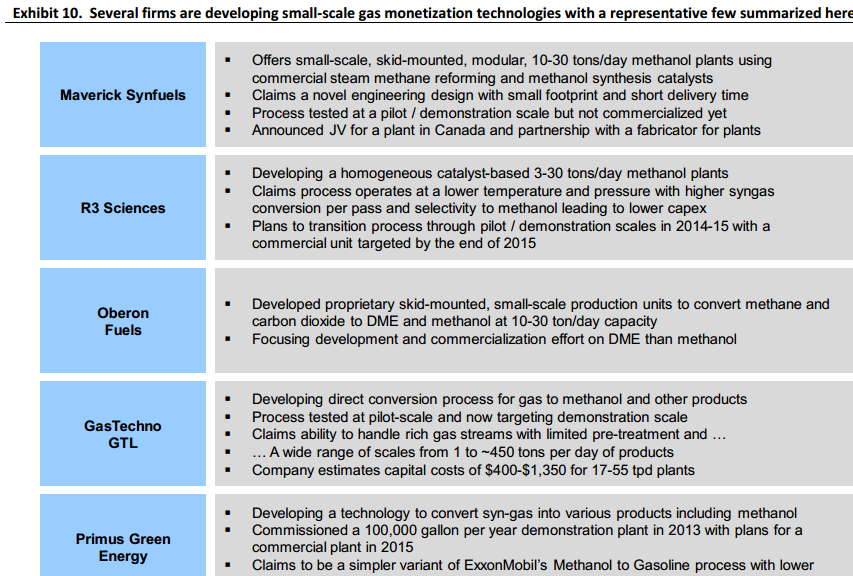 Exhibit 10. Several firms are developing small-scale gas monetization technologies with a representative few summarized here
Maverick Synfuels
▪ Offers small-scale, skid-mounted, modular, 10-30 tons/day methanol plants using
commercial steam methane reforming and methanol synthesis catalysts
▪ Claims a novel engineering design with small footprint and short delivery time
▪ Process tested at a pilot / demonstration scale but not commercialized yet
▪ Announced JV for a plant in Canada and partnership with a fabricator for plants
R3 Sciences
▪ Developing a homogeneous catalyst-based 3-30 tons/day methanol plants
▪ Claims process operates at a lower temperature and pressure with higher syngas
conversion per pass and selectivity to methanol leading to lower capex
▪ Plans to transition process through pilot / demonstration scales in 2014-15 with a
commercial unit targeted by the end of 2015
Oberon
Fuels
▪ Developed proprietary skid-mounted, small-scale production units to convert methane and
carbon dioxide to DME and methanol at 10-30 ton/day capacity
▪ Focusing development and commercialization effort on DME than methanol
GasTechno
GTL
▪ Developing direct conversion process for gas to methanol and other products
▪ Process tested at pilot-scale and now targeting demonstration scale
▪ Claims ability to handle rich gas streams with limited pre-treatment and …
▪ … A wide range of scales from 1 to ~450 tons per day of products
▪ Company estimates capital costs of $400-$1,350 for 17-55 tpd plants
Primus Green
Energy
▪ Developing a technology to convert syn-gas into various products including methanol
▪ Commissioned a 100,000 gallon per year demonstration plant in 2013 with plans for a
commercial plant in 2015
▪ Claims to be a simpler variant of ExxonMobil's Methanol to Gasoline process with lower